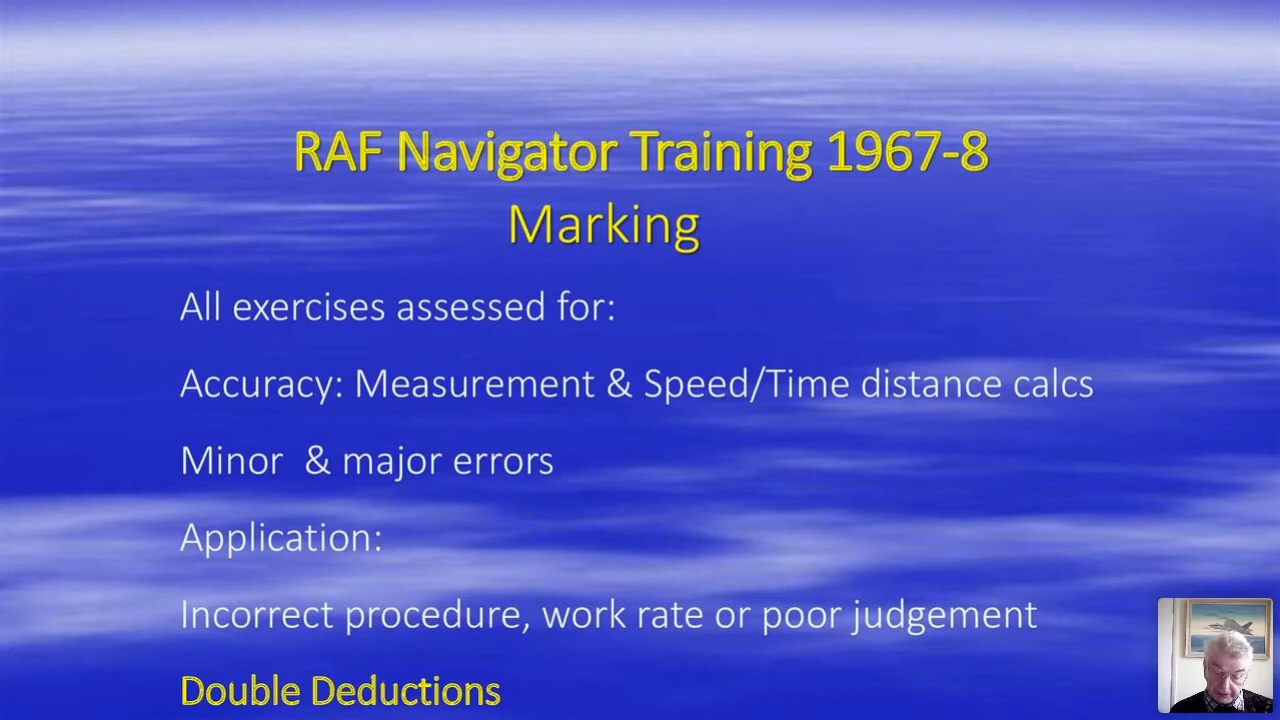 RAF Navigator Training 1967-8
Marking
All exercises assessed for:
Accuracy: Measurement & Speed/Time distance calcs
Minor & major errors
Application:
Incorrect procedure, work rate or poor judgement
Double Deductions